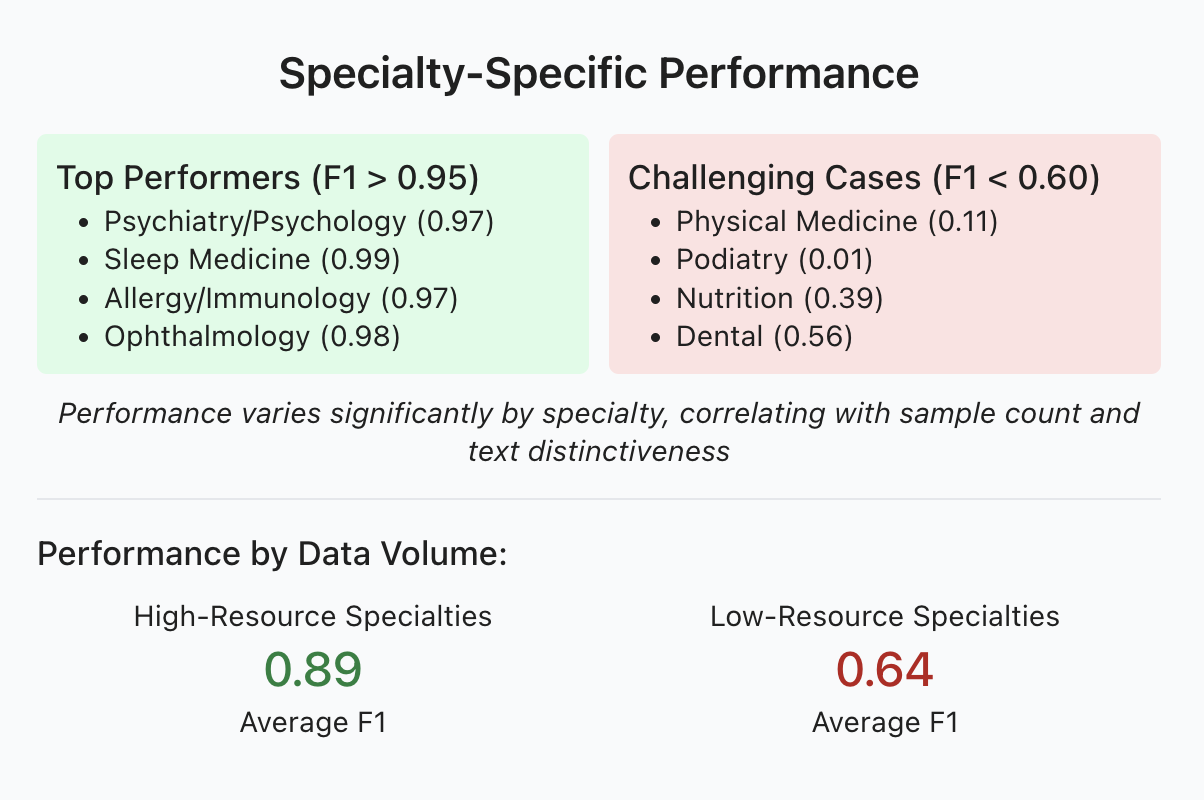 Specialty-Specific Performance
Top Performers (F1 > 0.95)
• Psychiatry/Psychology (0.97)
• Sleep Medicine (0.99)
• Allergy/Immunology (0.97)
• Ophthalmology (0.98)
Challenging Cases (F1 < 0.60)
• Physical Medicine (0.11)
• Podiatry (0.01)
• Nutrition (0.39)
• Dental (0.56)
Performance varies significantly by specialty, correlating with sample count and
text distinctiveness
Performance by Data Volume:
High-Resource Specialties
0.89
Average F1
Low-Resource Specialties
0.64
Average F1